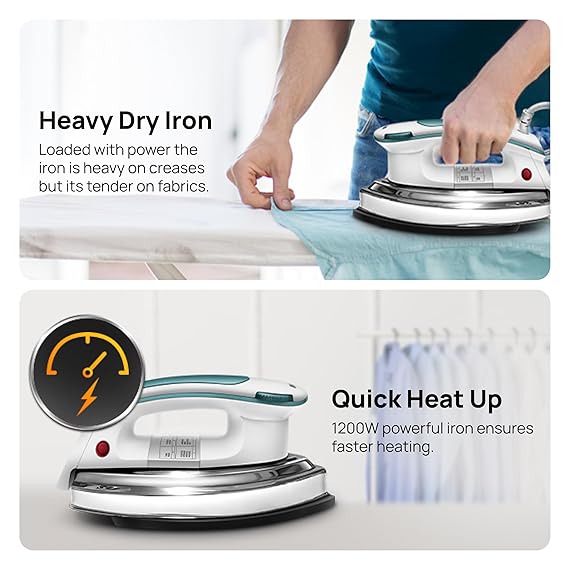 Heavy Dry Iron
Loaded with power the
iron is heavy on creases
but its tender on fabrics.
Quick Heat Up
1200W powerful iron ensures
faster heating.